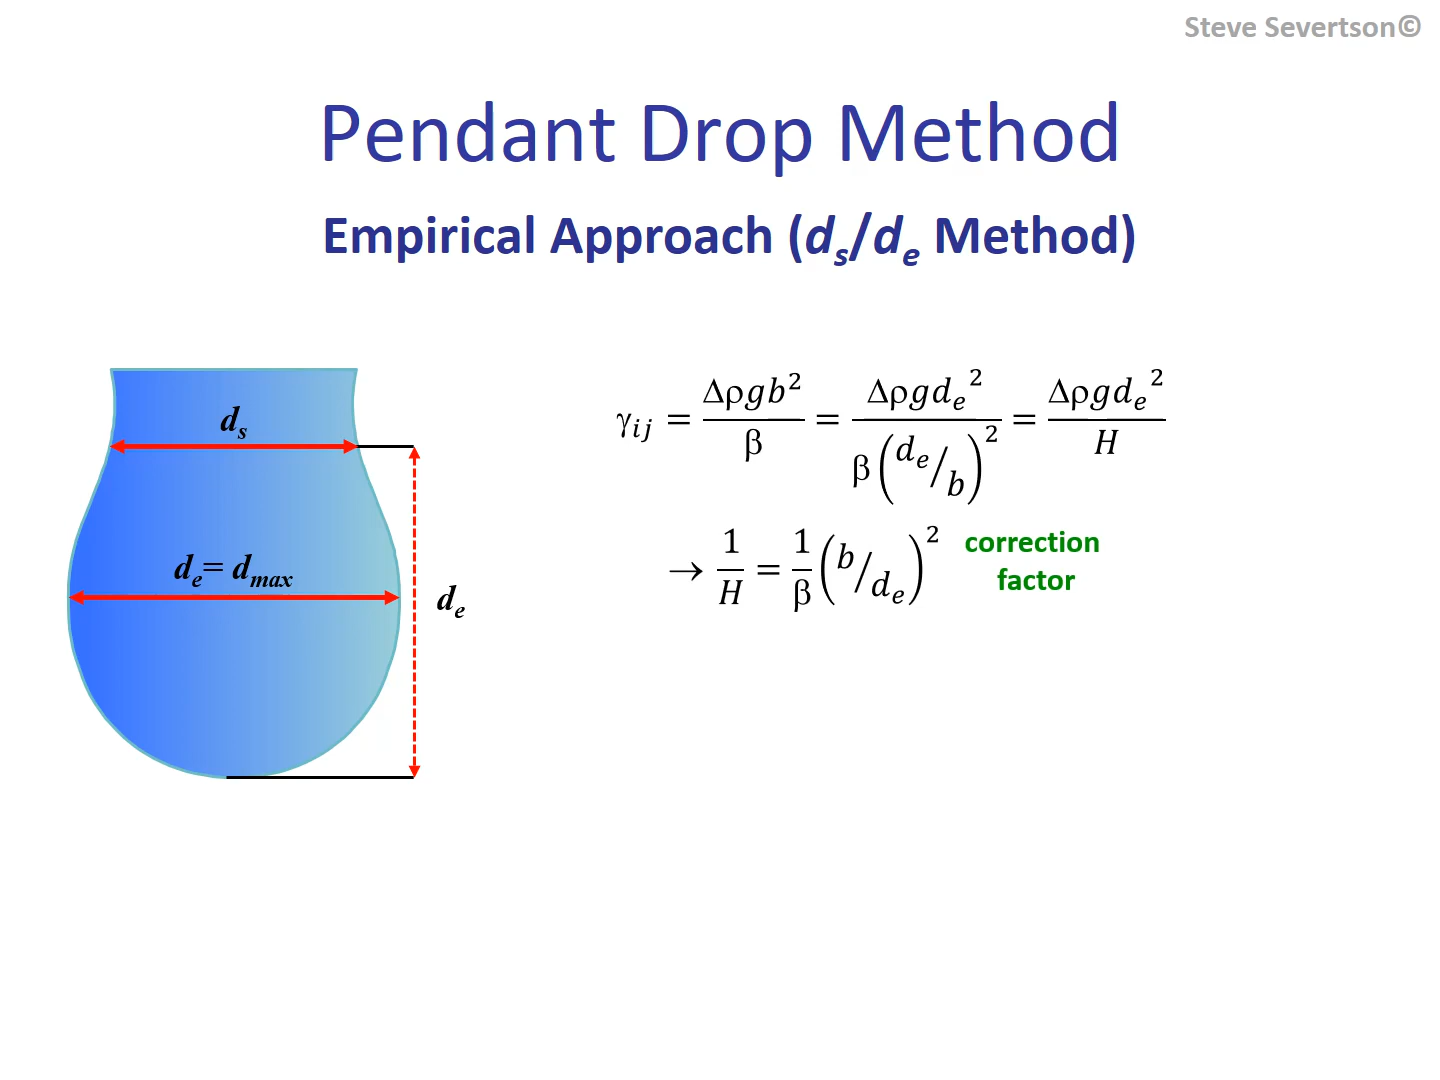 Steve Severtson©
Pendant Drop Method
Empirical Approach (dₛ/dₑ Method)
dₛ
dₑ= dₘₐₓ
dₑ
γᵢⱼ = Δρgb²/β = Δρgdₑ²/β(dₑ/b)² = Δρgdₑ²/H
→ 1/H = 1/β (b/dₑ)² correction
factor